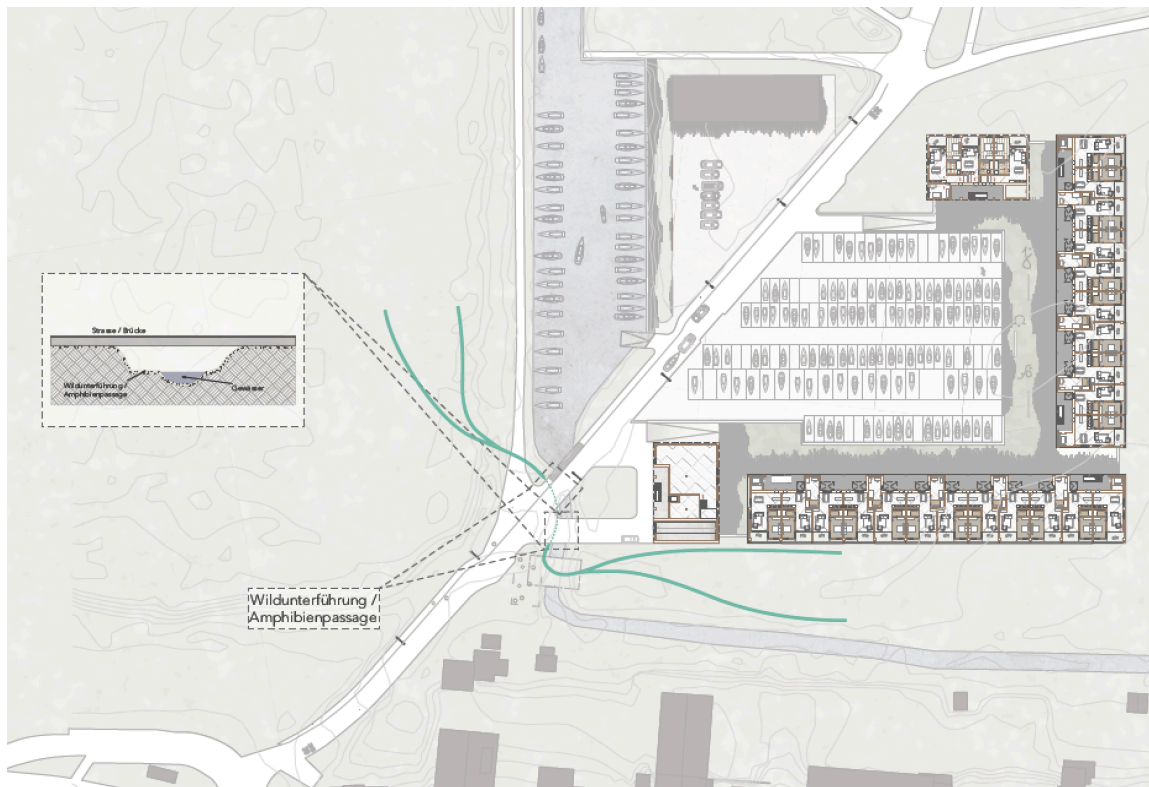 Strasse / Brücke
Wildunterführung /
Amphibienpassage
Gewässer
Wildunterführung /
Amphibienpassage